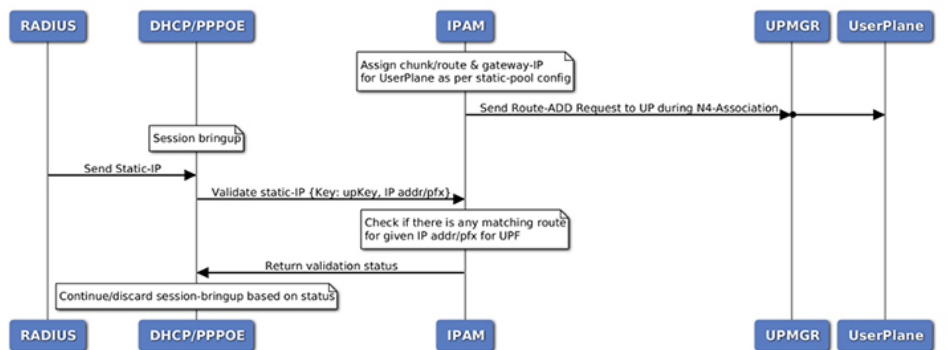 RADIUS
DHCP/PPPOE
IPAM
UPMGR
UserPlane
Assign chunk/route & gateway-IP
for UserPlane as per static-pool config
Send Route-ADD Request to UP during N4-Association
Session bringup
Send Static-IP
Validate static-IP {Key: upKey, IP addr/pfx}
Check if there is any matching route
for given IP addr/pfx for UPF
Return validation status
Continue/discard session-bringup based on status
RADIUS
DHCP/PPPOE
IPAM
UPMGR
UserPlane